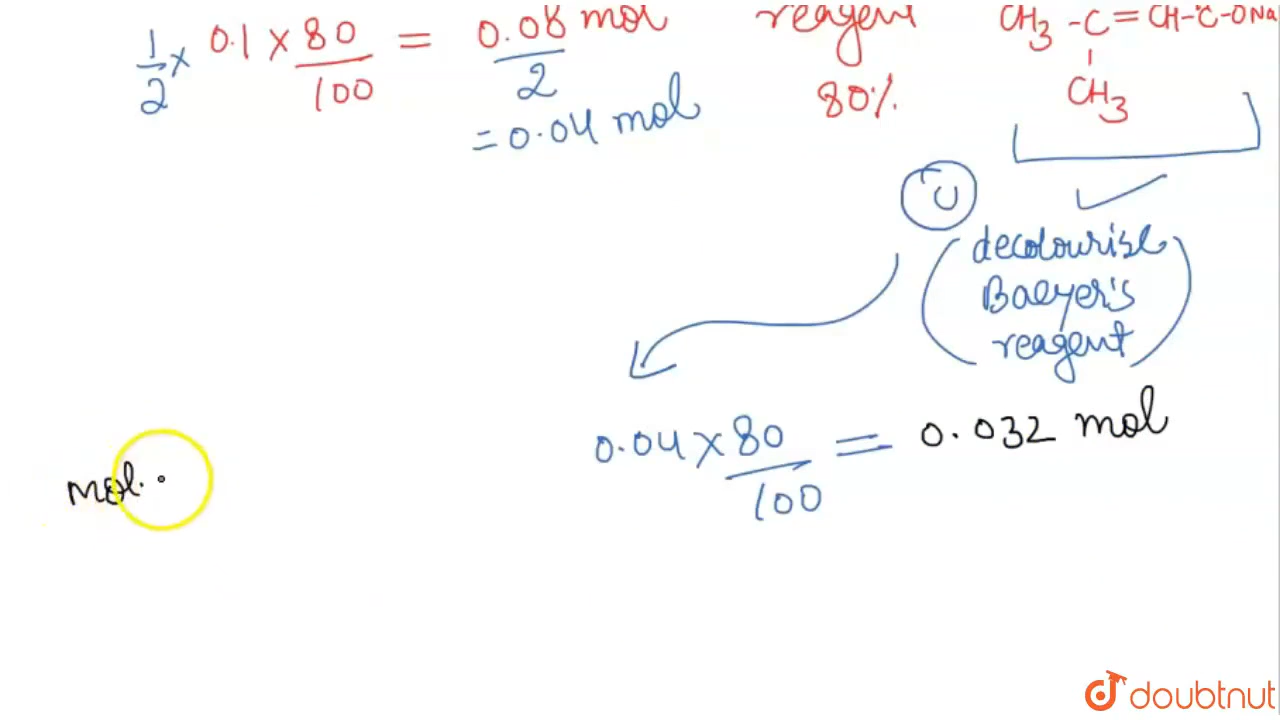 1/2 × 0.1 × 80/100 = 0.08 mol/2
= 0.04 mol
reagent
80%
CH3 - C = CH - C - ONa
CH3
U
(decolourise
Baeyer's
reagent)
0.04 × 80/100 = 0.032 mol
mol.
doubtnut